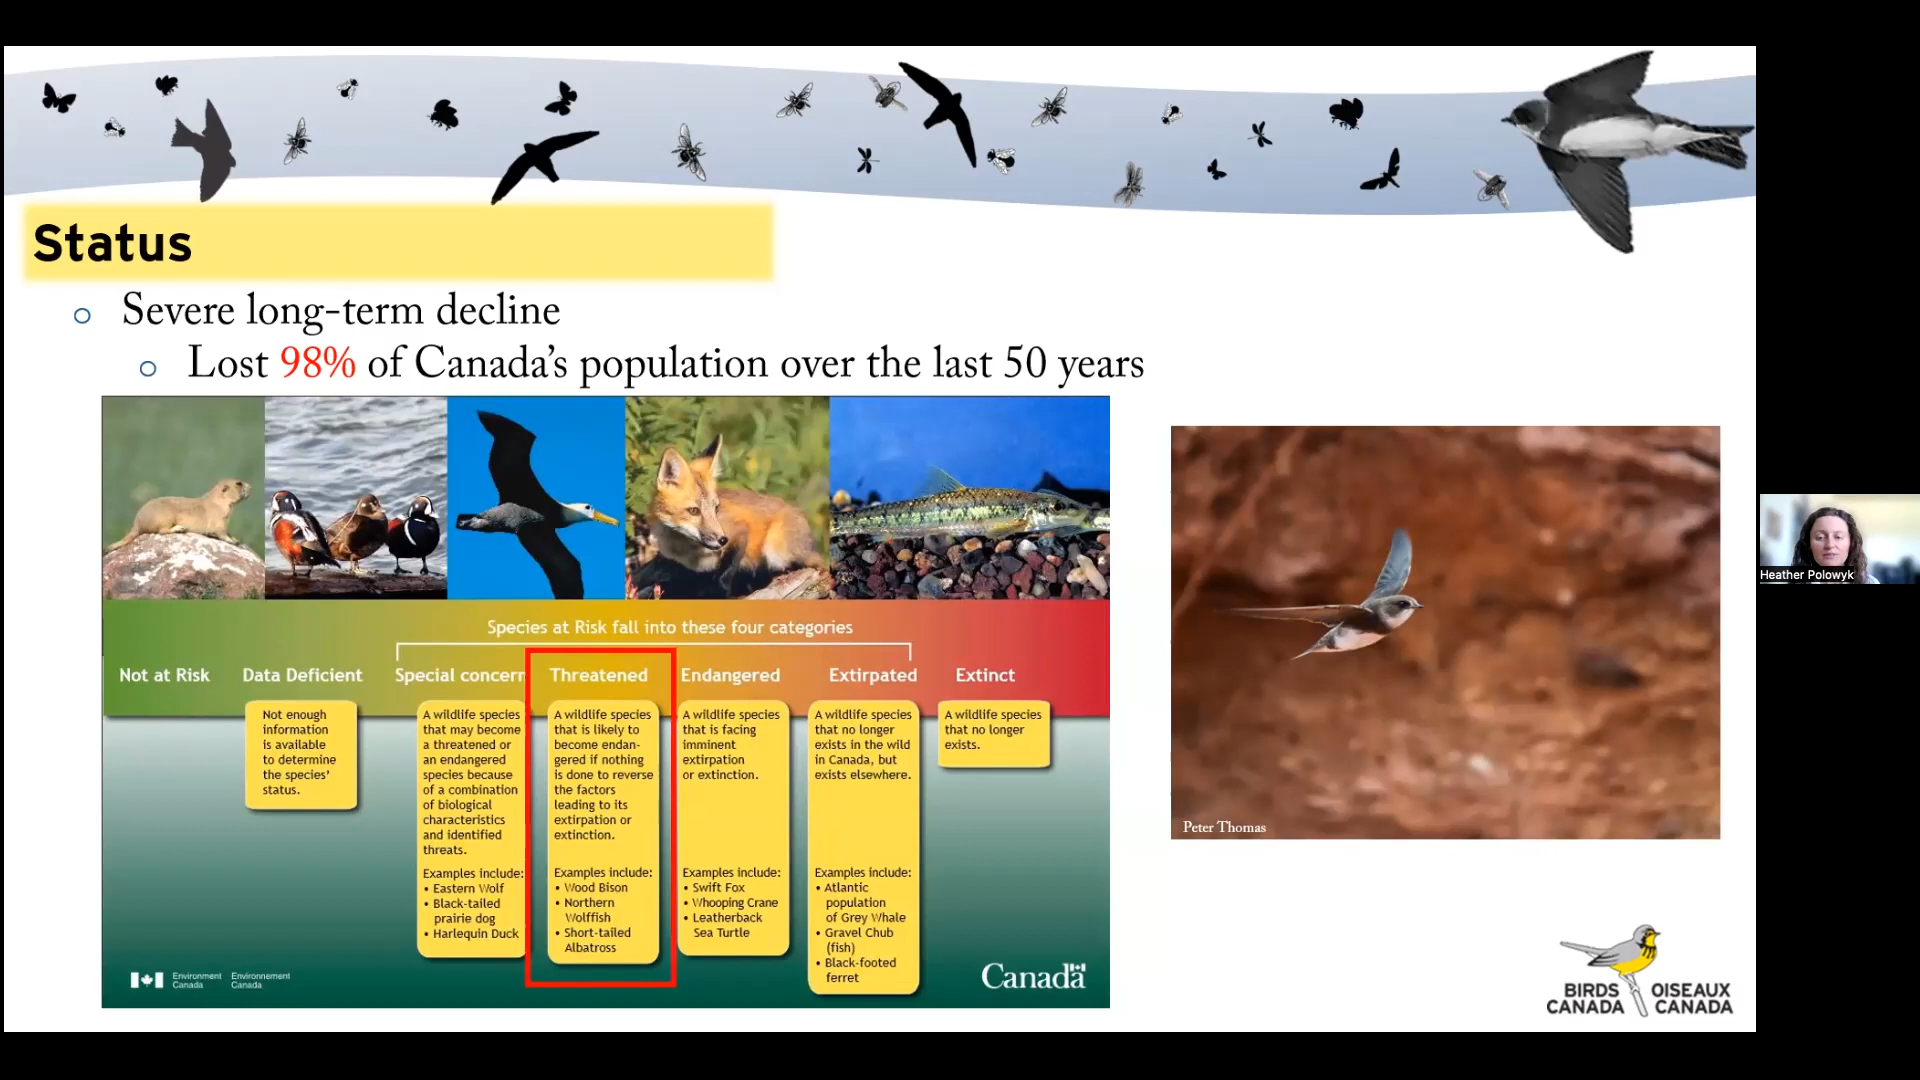 Status
Severe long-term decline
Lost 98% of Canada's population over the last 50 years
Species at Risk fall into these four categories
Not at Risk
Data Deficient
Special concern
Threatened
Endangered
Extirpated
Extinct
Not enough
information
is available
to determine
the species'
status.
A wildlife species
that may become
a threatened or
an endangered
species because
of a combination
of biological
characteristics
and identified
threats.
Examples include:
• Eastern Wolf
• Black-tailed
prairie dog
• Harlequin Duck
A wildlife species
that is likely to
become endan-
gered if nothing
is done to reverse
the factors
leading to its
extirpation or
extinction.
Examples include:
• Wood Bison
• Northern
Wolffish
• Short-tailed
Albatross
A wildlife species
that is facing
imminent
extirpation
or extinction.
Examples include:
• Swift Fox
• Whooping Crane
• Leatherback
Sea Turtle
A wildlife species
that no longer
exists in the wild
in Canada, but
exists elsewhere.
Examples include:
• Atlantic
population
of Grey Whale
• Gravel Chub
(fish)
• Black-footed
ferret
A wildlife species
that no longer
exists.
Environment
Canada
Environnement
Canada
Canada
Peter Thomas
BIRDS
CANADA
OISEAUX
CANADA
Heather Polowyk